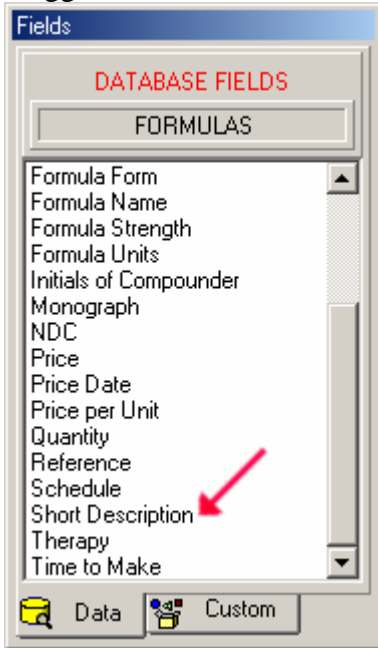 Fields
DATABASE FIELDS
FORMULAS
Formula Form
Formula Name
Formula Strength
Formula Units
Initials of Compounder
Monograph
NDC
Price
Price Date
Price per Unit
Quantity
Reference
Schedule
Short Description
Therapy
Time to Make
Data Custom